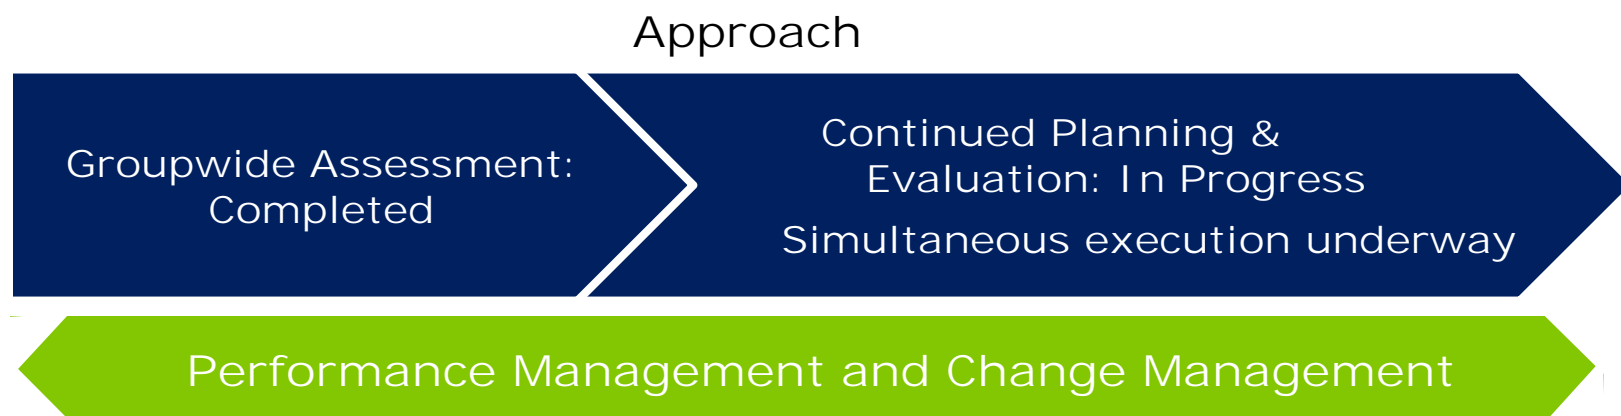 Approach
Groupwide Assessment:
Completed
Continued Planning &
Evaluation: In Progress
Simultaneous execution underway
Performance Management and Change Management